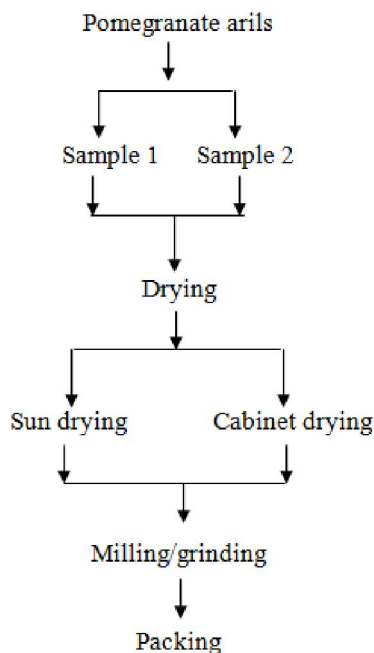 Pomegranate arils
Sample 1 Sample 2
Drying
Sun drying Cabinet drying
Milling/grinding
Packing